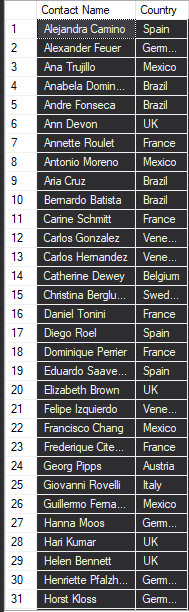 Contact Name Country
1 Alejandra Camino Spain
2 Alexander Feuer Germ...
3 Ana Trujillo Mexico
4 Anabela Domin... Brazil
5 Andre Fonseca Brazil
6 Ann Devon UK
7 Annette Roulet France
8 Antonio Moreno Mexico
9 Aria Cruz Brazil
10 Bernardo Batista Brazil
11 Carine Schmitt France
12 Carlos Gonzalez Vene...
13 Carlos Hernandez Vene...
14 Catherine Dewey Belgium
15 Christina Berglu... Swed...
16 Daniel Tonini France
17 Diego Roel Spain
18 Dominique Perrier France
19 Eduardo Saave... Spain
20 Elizabeth Brown UK
21 Felipe Izquierdo Vene...
22 Francisco Chang Mexico
23 Frederique Cite... France
24 Georg Pipps Austria
25 Giovanni Rovelli Italy
26 Guillermo Ferna... Mexico
27 Hanna Moos Germ...
28 Hari Kumar UK
29 Helen Bennett UK
30 Henriette Pfalzh... Germ...
31 Horst Kloss Germ...